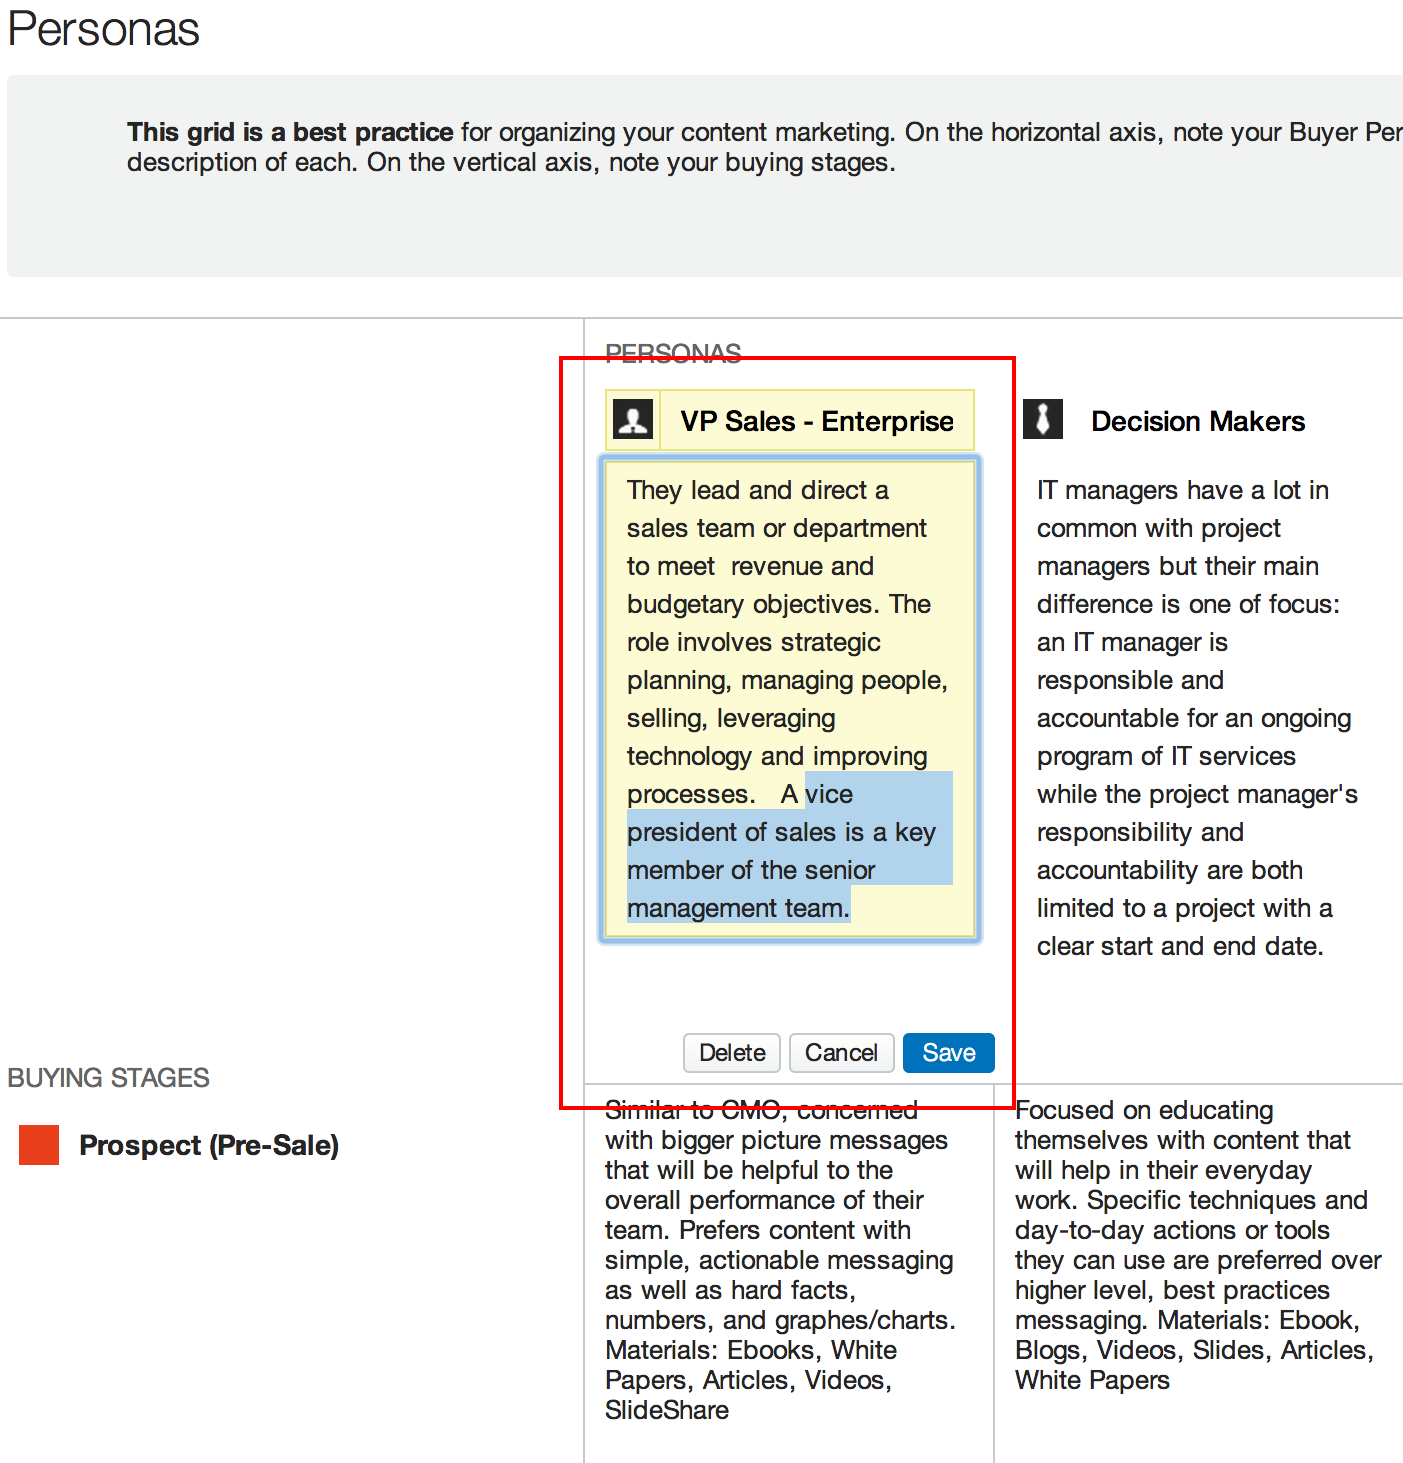 Personas
This grid is a best practice for organizing your content marketing. On the horizontal axis, note your Buyer Per
description of each. On the vertical axis, note your buying stages.
PERSONAS
VP Sales - Enterprise
They lead and direct a
sales team or department
to meet  revenue and
budgetary objectives. The
role involves strategic
planning, managing people,
selling, leveraging
technology and improving
processes.   A vice
president of sales is a key
member of the senior
management team.
Decision Makers
IT managers have a lot in
common with project
managers but their main
difference is one of focus:
an IT manager is
responsible and
accountable for an ongoing
program of IT services
while the project manager's
responsibility and
accountability are both
limited to a project with a
clear start and end date.
Delete
Cancel
Save
BUYING STAGES
Prospect (Pre-Sale)
Similar to CMO, concerned
with bigger picture messages
that will be helpful to the
overall performance of their
team. Prefers content with
simple, actionable messaging
as well as hard facts,
numbers, and graphes/charts.
Materials: Ebooks, White
Papers, Articles, Videos,
SlideShare
Focused on educating
themselves with content that
will help in their everyday
work. Specific techniques and
day-to-day actions or tools
they can use are preferred over
higher level, best practices
messaging. Materials: Ebook,
Blogs, Videos, Slides, Articles,
White Papers